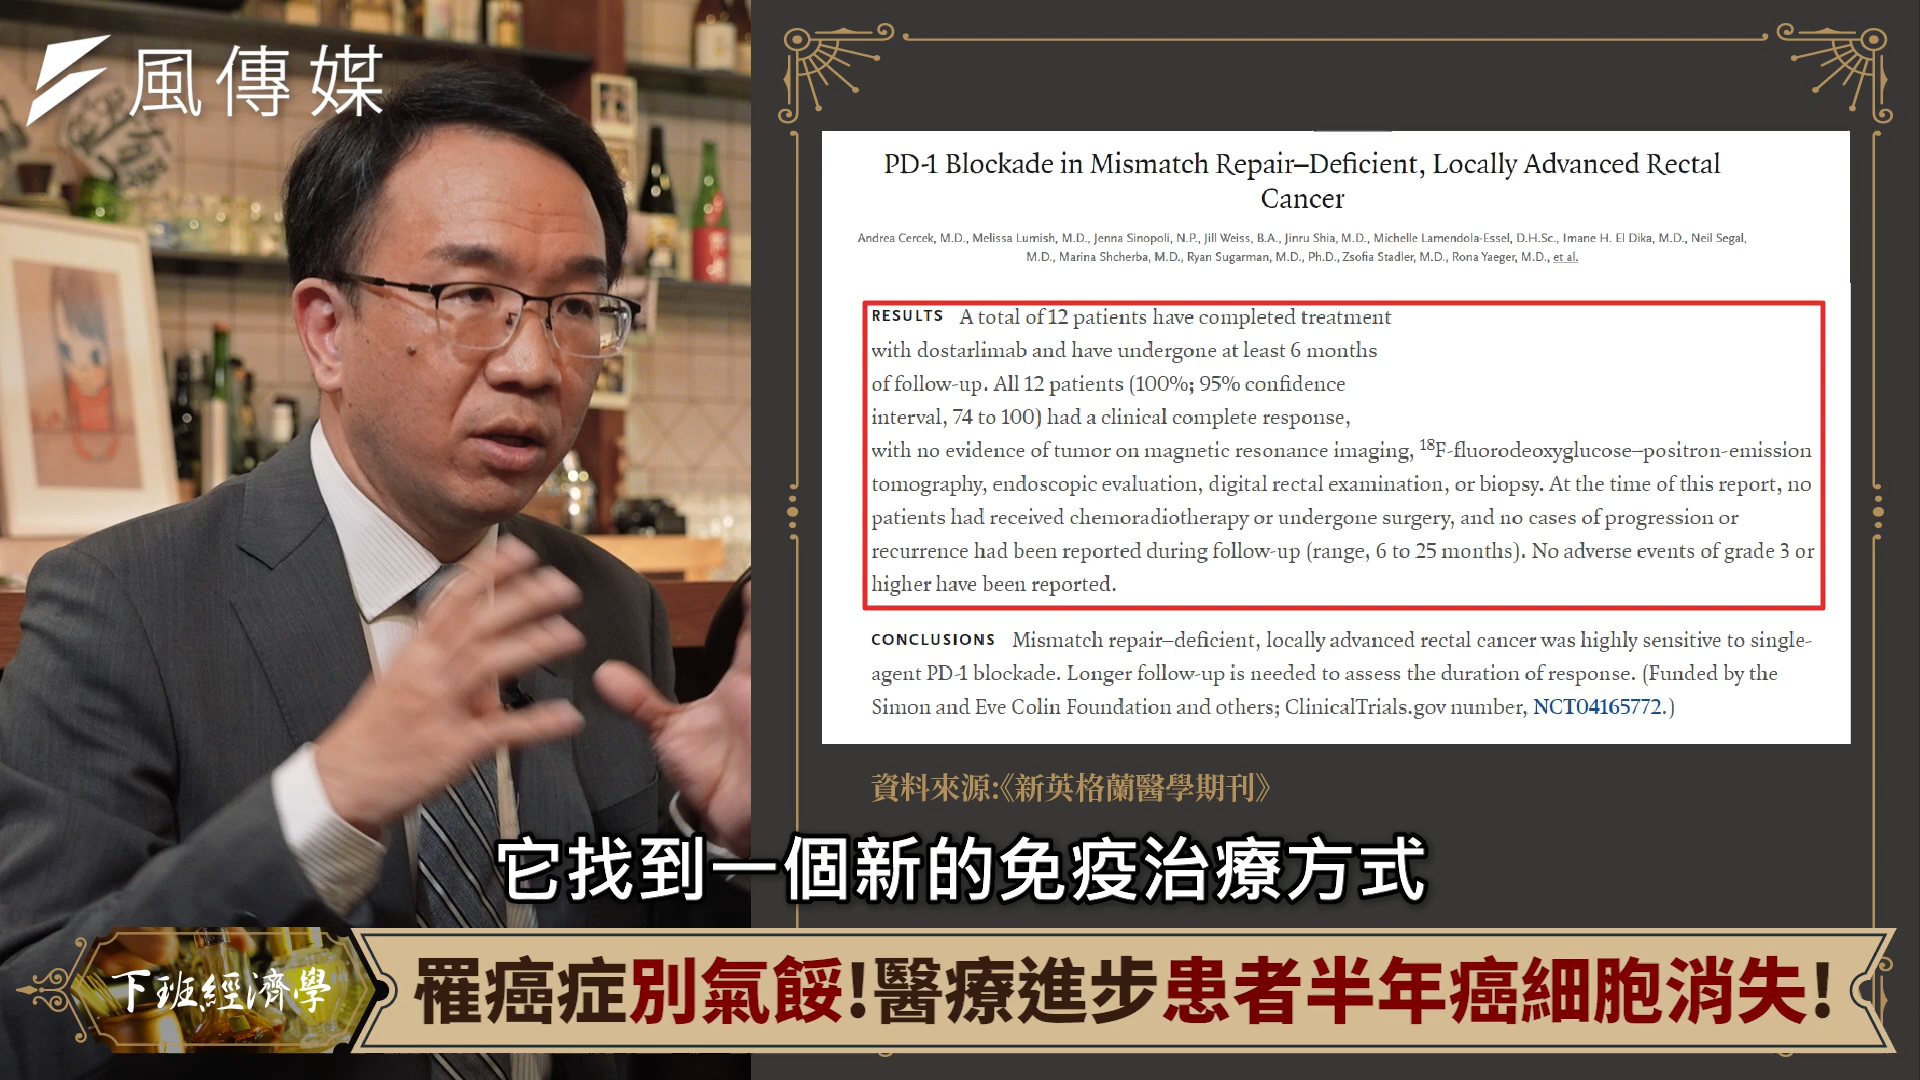 風傳媒
PD-1 Blockade in Mismatch Repair–Deficient, Locally Advanced Rectal
Cancer
Andrea Cercek, M.D., Melissa Lumish, M.D., Jenna Sinopoli, N.P., Jill Weiss, B.A., Jinru Shia, M.D., Michelle Lamendola-Essel, D.H.Sc., Imane H. El Dika, M.D., Neil Segal,
M.D., Marina Shcherba, M.D., Ryan Sugarman, M.D., Ph.D., Zsofia Stadler, M.D., Rona Yaeger, M.D., et al.
RESULTS A total of 12 patients have completed treatment
with dostarlimab and have undergone at least 6 months
of follow-up. All 12 patients (100%; 95% confidence
interval, 74 to 100) had a clinical complete response,
with no evidence of tumor on magnetic resonance imaging, ¹⁸F-fluorodeoxyglucose–positron-emission
tomography, endoscopic evaluation, digital rectal examination, or biopsy. At the time of this report, no
patients had received chemoradiotherapy or undergone surgery, and no cases of progression or
recurrence had been reported during follow-up (range, 6 to 25 months). No adverse events of grade 3 or
higher have been reported.
CONCLUSIONS Mismatch repair–deficient, locally advanced rectal cancer was highly sensitive to single-
agent PD-1 blockade. Longer follow-up is needed to assess the duration of response. (Funded by the
Simon and Eve Colin Foundation and others; ClinicalTrials.gov number, NCT04165772.)
資料來源:《新英格蘭醫學期刊》
它找到一個新的免疫治療方式
下班經濟學
罹癌症別氣餒!醫療進步患者半年癌細胞消失!